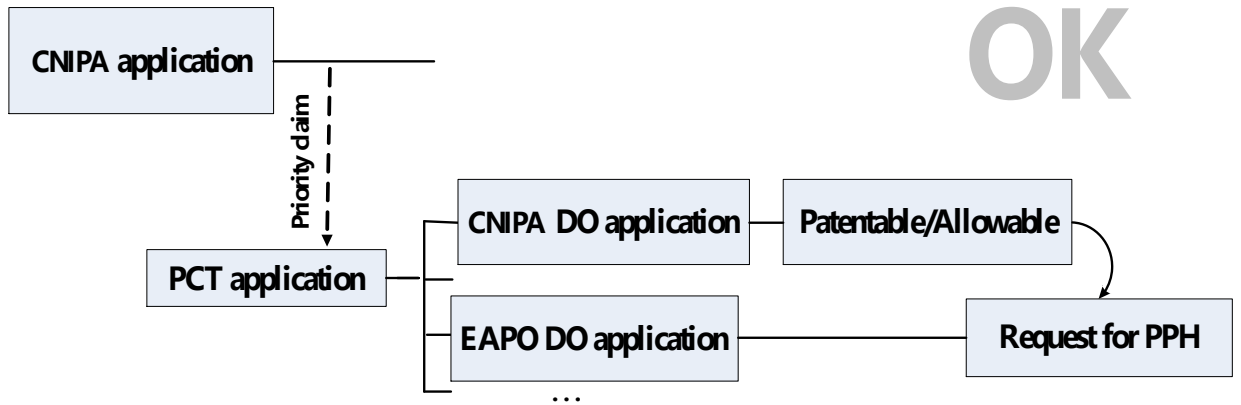 OK
CNIPA application
Priority claim
CNIPA DO application
Patentable/Allowable
PCT application
EAPO DO application
Request for PPH
...